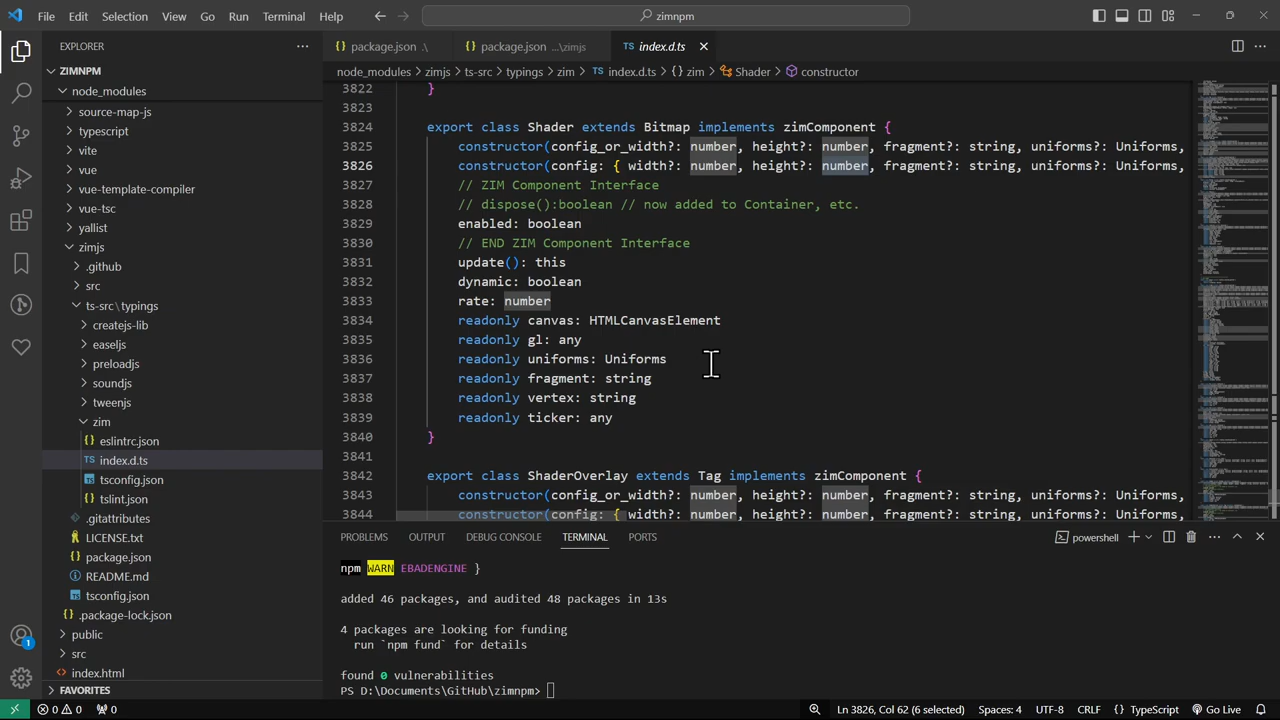 File Edit Selection View Go Run Terminal Help
zimnpm
EXPLORER
ZIMNPM
node_modules
source-map-js
typescript
vite
vue
vue-template-compiler
vue-tsc
yallist
zimjs
.github
src
ts-src\typings
createjs-lib
easeljs
preloadjs
soundjs
tweenjs
zim
eslintrc.json
TS index.d.ts
tsconfig.json
tslint.json
.gitattributes
LICENSE.txt
package.json
README.md
tsconfig.json
.package-lock.json
public
src
index.html
FAVORITES
package.json .\
package.json ...\zimjs
TS index.d.ts
node_modules > zimjs > ts-src > typings > zim > TS index.d.ts > {} zim > Shader > constructor
3822 }
3823
3824 export class Shader extends Bitmap implements zimComponent {
3825 constructor(config_or_width?: number, height?: number, fragment?: string, uniforms?: Uniforms,
3826 constructor(config: { width?: number, height?: number, fragment?: string, uniforms?: Uniforms,
3827 // ZIM Component Interface
3828 // dispose():boolean // now added to Container, etc.
3829 enabled: boolean
3830 // END ZIM Component Interface
3831 update(): this
3832 dynamic: boolean
3833 rate: number
3834 readonly canvas: HTMLCanvasElement
3835 readonly gl: any
3836 readonly uniforms: Uniforms
3837 readonly fragment: string
3838 readonly vertex: string
3839 readonly ticker: any
3840 }
3841
3842 export class ShaderOverlay extends Tag implements zimComponent {
3843 constructor(config_or_width?: number, height?: number, fragment?: string, uniforms?: Uniforms,
3844 constructor(config: { width?: number, height?: number, fragment?: string, uniforms?: Uniforms,
PROBLEMS OUTPUT DEBUG CONSOLE TERMINAL PORTS
powershell
npm WARN EBADENGINE }
added 46 packages, and audited 48 packages in 13s
4 packages are looking for funding
run `npm fund` for details
found 0 vulnerabilities
PS D:\Documents\GitHub\zimnpm>
1
0 0 0
Ln 3826, Col 62 (6 selected) Spaces: 4 UTF-8 CRLF {} TypeScript Go Live